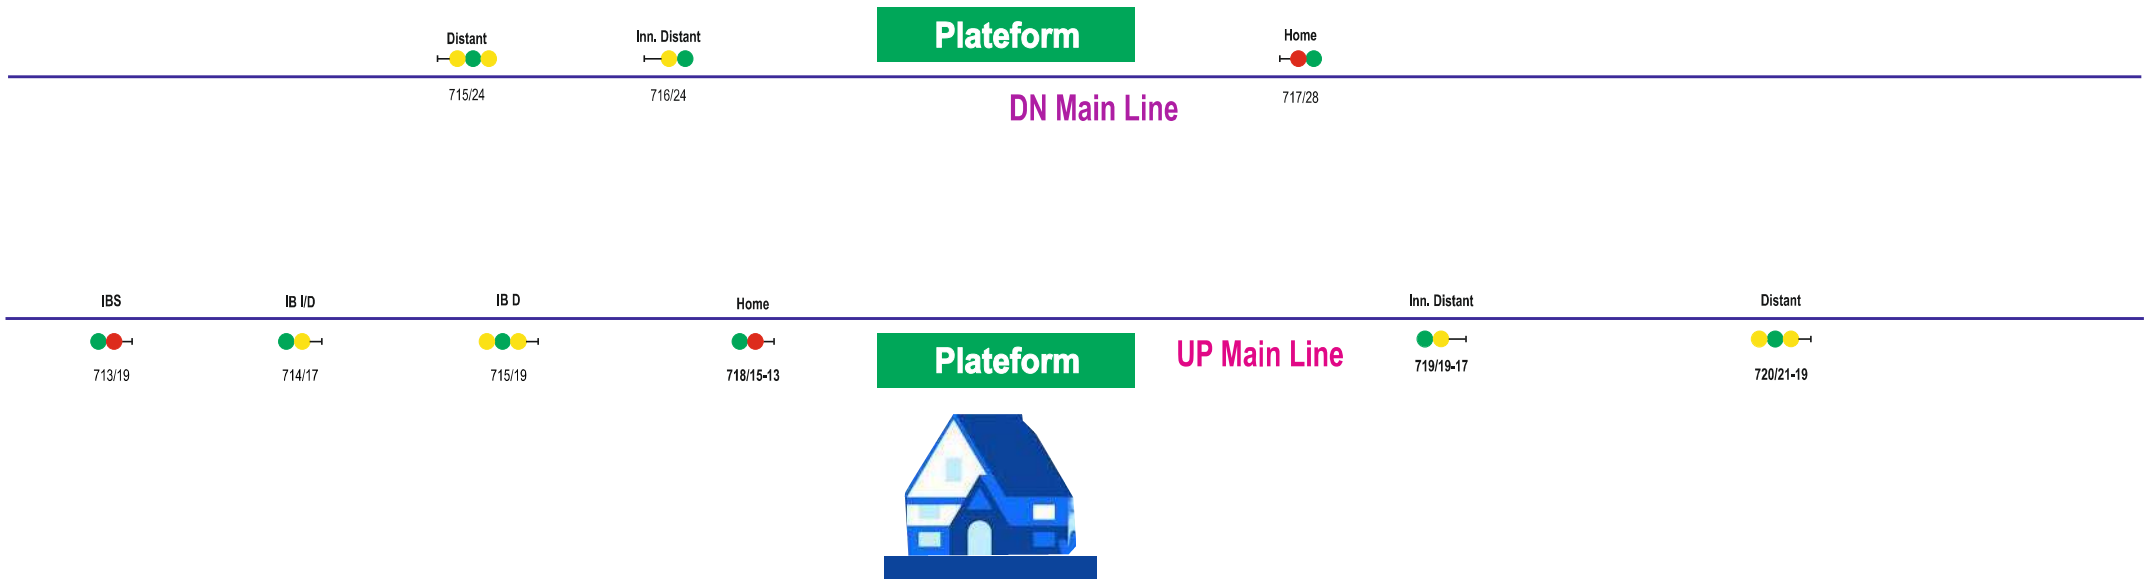 Distant
Inn. Distant
Plateform
Home
715/24
716/24
DN Main Line
717/28
IBS
IB I/D
IB D
Home
Inn. Distant
Distant
Plateform
UP Main Line
713/19
714/17
715/19
718/15-13
719/19-17
720/21-19